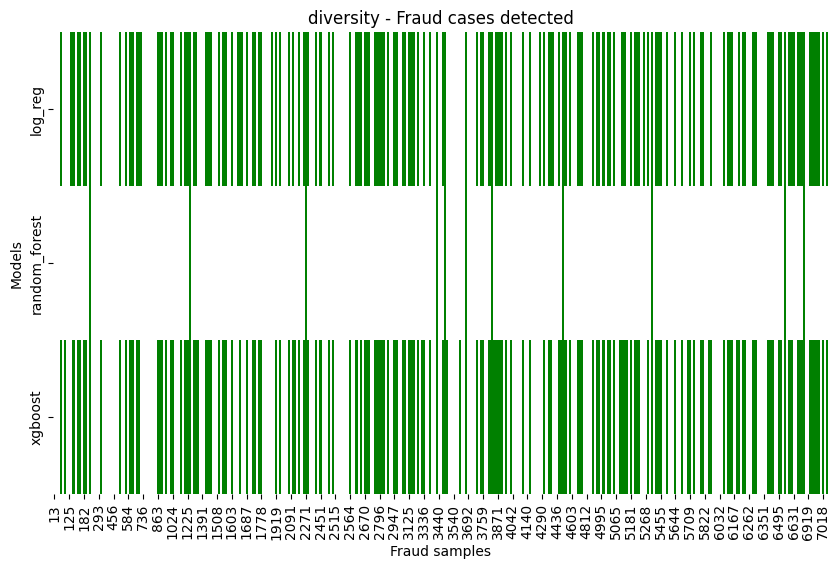 diversity - Fraud cases detected
Models
log_reg
random_forest
xgboost
13 125 182 293 456 584 736 863 1024 1225 1391 1508 1603 1687 1778 1919 2091 2271 2451 2515 2564 2670 2796 2947 3125 3336 3440 3540 3692 3759 3871 4042 4140 4290 4436 4603 4812 4995 5065 5181 5268 5455 5644 5709 5822 6032 6167 6262 6351 6495 6631 6919 7018
Fraud samples